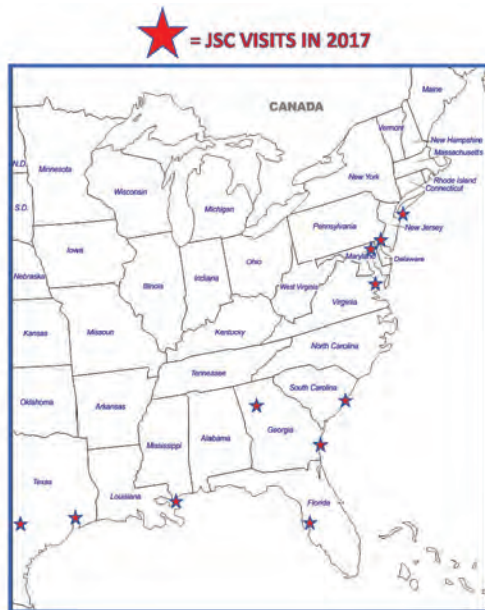 = JSC VISITS IN 2017
CANADA
Maine
Vermont
New Hampshire
Massachusetts
Rhode Island
Connecticut
New York
N.D.
Minnesota
Wisconsin
Michigan
S.D.
Pennsylvania
New Jersey
Iowa
Ohio
Maryland
Delaware
Nebraska
Illinois
Indiana
West Virginia
Virginia
Kansas
Missouri
Kentucky
North Carolina
Tennessee
Oklahoma
Arkansas
South Carolina
Mississippi
Alabama
Georgia
Texas
Louisiana
Florida